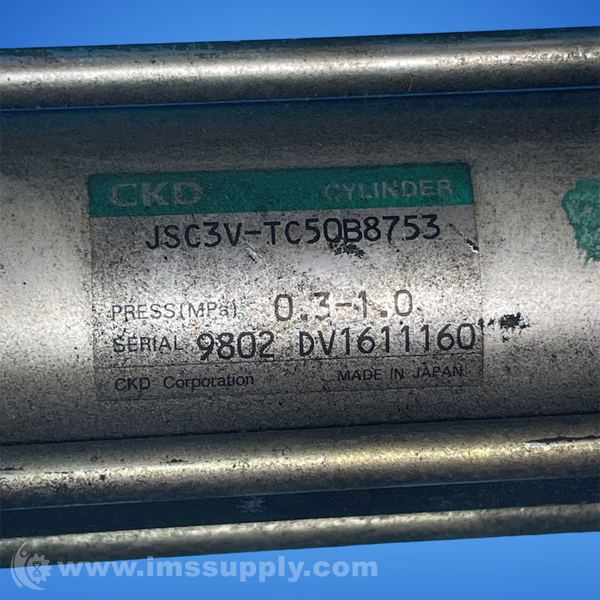 CKD CYLINDER
JSC3V-TC50B8753
PRESS(MPa) 0.3-1.0
SERIAL 9802 DV1611160
CKD Corporation MADE IN JAPAN
www.imssupply.com